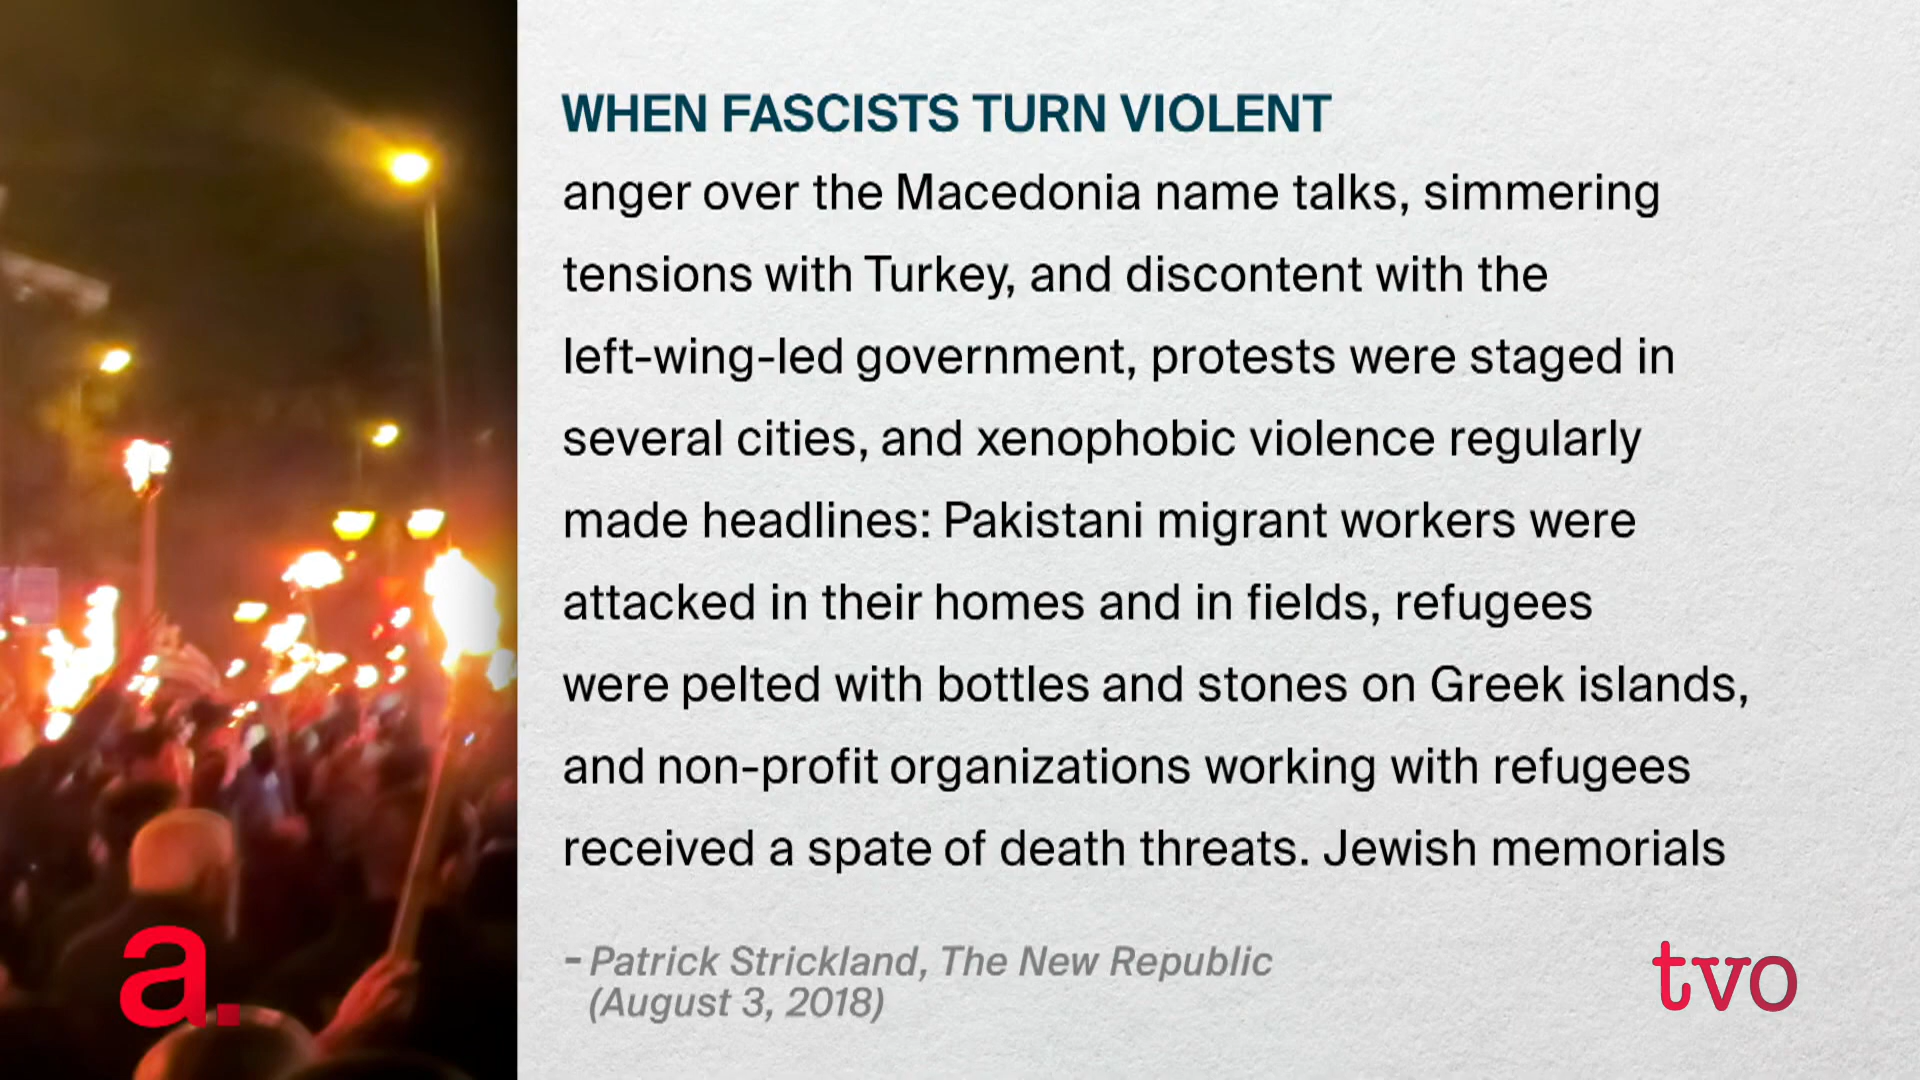 WHEN FASCISTS TURN VIOLENT
anger over the Macedonia name talks, simmering
tensions with Turkey, and discontent with the
left-wing-led government, protests were staged in
several cities, and xenophobic violence regularly
made headlines: Pakistani migrant workers were
attacked in their homes and in fields, refugees
were pelted with bottles and stones on Greek islands,
and non-profit organizations working with refugees
received a spate of death threats. Jewish memorials
- Patrick Strickland, The New Republic
(August 3, 2018)
a.
tvo